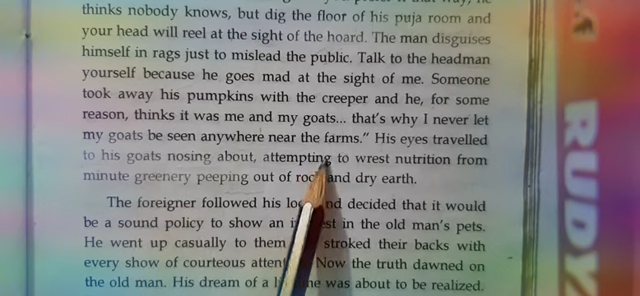 thinks nobody knows, but dig the floor of his puja room and
your head will reel at the sight of the hoard. The man disguises
himself in rags just to mislead the public. Talk to the headman
yourself because he goes mad at the sight of me. Someone
took away his pumpkins with the creeper and he, for some
reason, thinks it was me and my goats... that's why I never let
my goats be seen anywhere near the farms." His eyes travelled
to his goats nosing about, attempting to wrest nutrition from
minute greenery peeping out of and dry earth.
The foreigner followed his decided that it would
be a sound policy to show an in the old man's pets.
He went up casually to them stroked their backs with
every show of courteous Now the truth dawned on
the old man. His dream of a was about to be realized.
RUDY